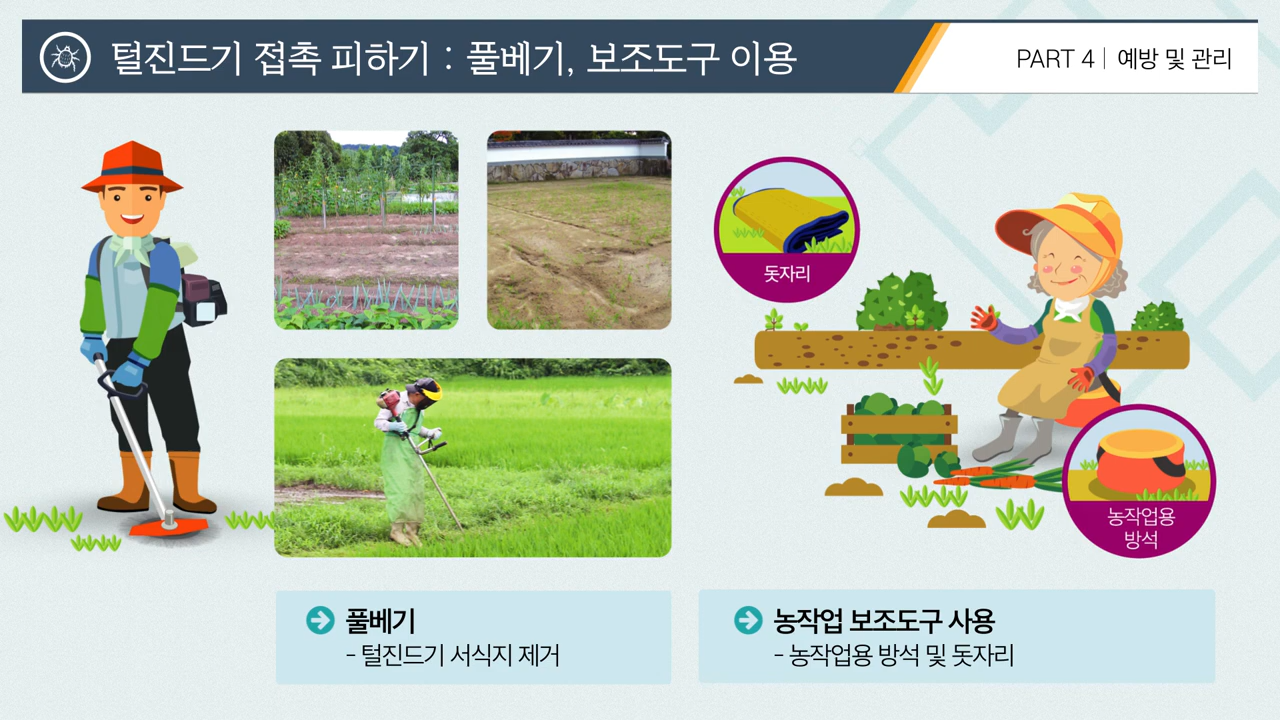 털진드기 접촉 피하기 : 풀베기, 보조도구 이용
PART 4 | 예방 및 관리
돗자리
농작업용
방석
풀베기
- 털진드기 서식지 제거
농작업 보조도구 사용
- 농작업용 방석 및 돗자리